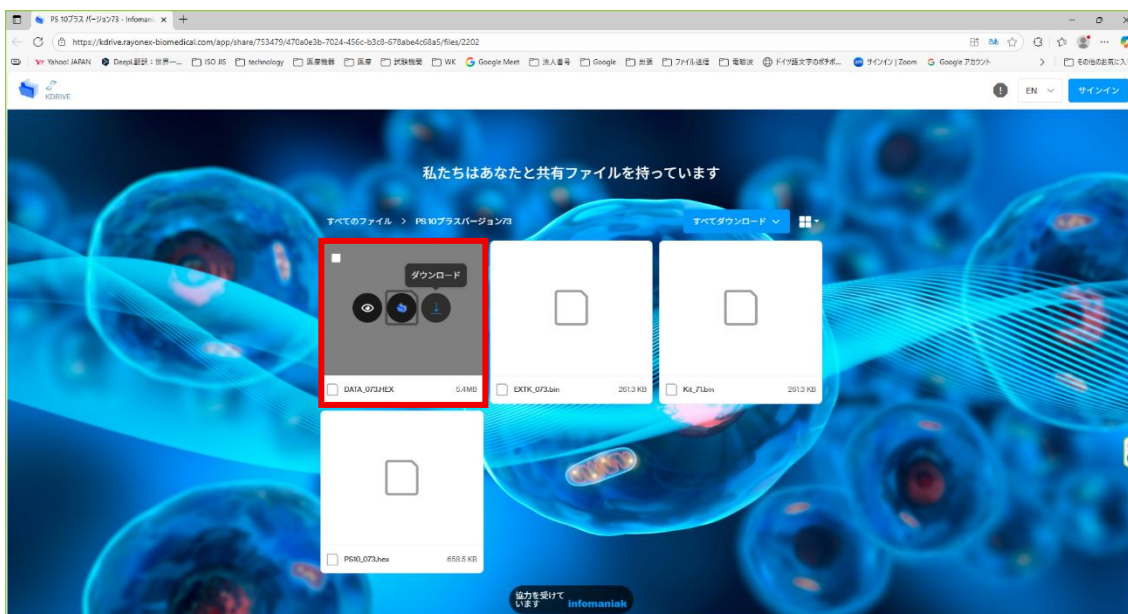 PS 10プラス バージョン73 - Infomani
https://kdrive.rayonex-biomedical.com/app/share/753479/470a0e3b-7024-456c-b3c8-678abe4c68a5/files/2202
Yahoo! JAPAN DeepL翻訳：世界一... ISO JIS technology 医療機器 医療 試験機関 WK Google Meet 法人番号 Google 出張 ファイル送信 電磁波 ドイツ語文字の サインイン | Zoom Google アカウント その他のお気に入
KDRIVE
EN サインイン
私たちはあなたと共有ファイルを持っています
すべてのファイル > PS10プラスバージョン73
すべてダウンロード
ダウンロード
DATA_073.HEX 5.4MB
EXTK_073.bin 261.3 KB
Kit_71.bin 261.3 KB
PS10_073.hex 658.5 KB
協力を受けて
います infomaniak